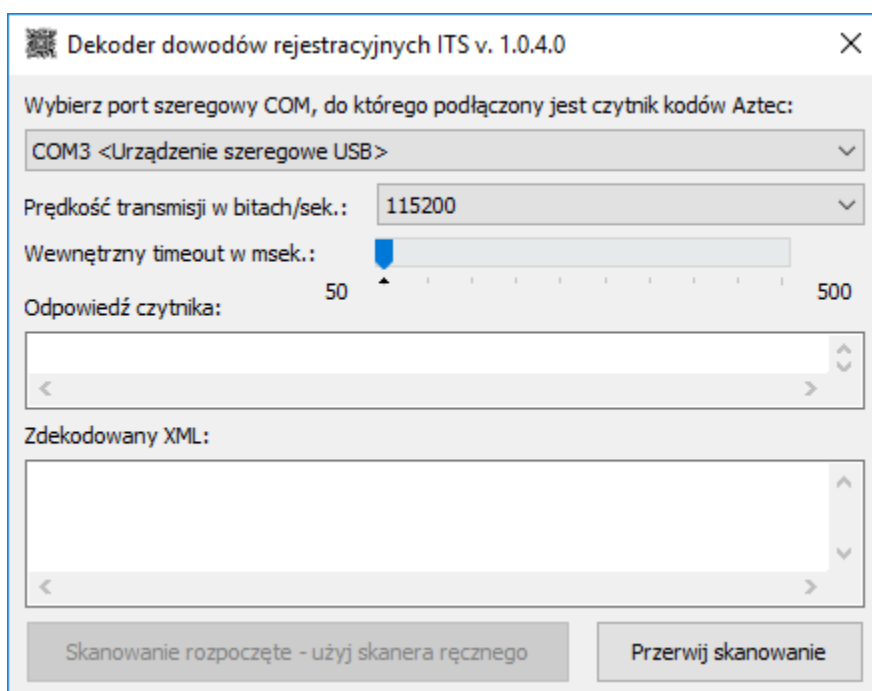 Dekoder dowodów rejestracyjnych ITS v. 1.0.4.0
Wybierz port szeregowy COM, do którego podłączony jest czytnik kodów Aztec:
COM3 <Urządzenie szeregowe USB>
Prędkość transmisji w bitach/sek.: 115200
Wewnętrzny timeout w msek.:
50 500
Odpowiedź czytnika:
Zdekodowany XML:
Skanowanie rozpoczęte - użyj skanera ręcznego Przerwij skanowanie